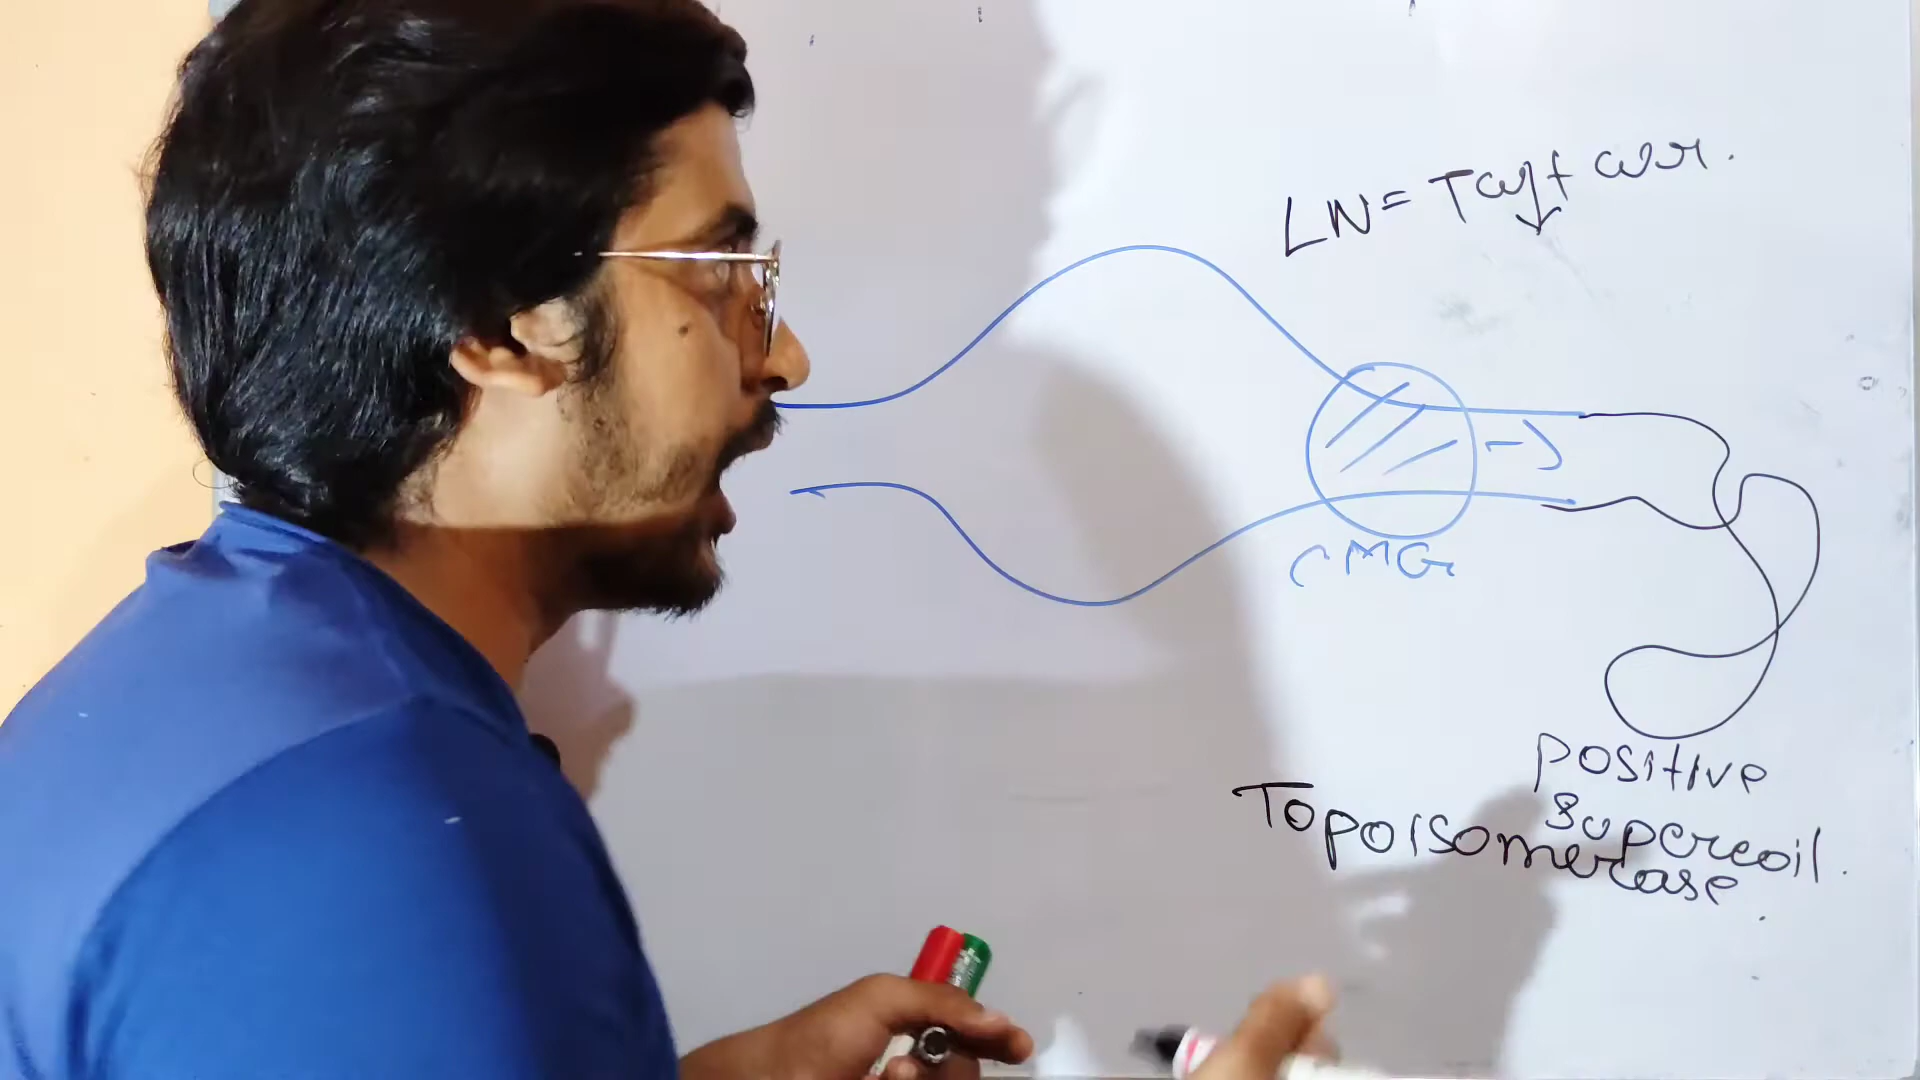 LN = Tw + wr.
CMG
positive
supercoil.
Topoisomerase.